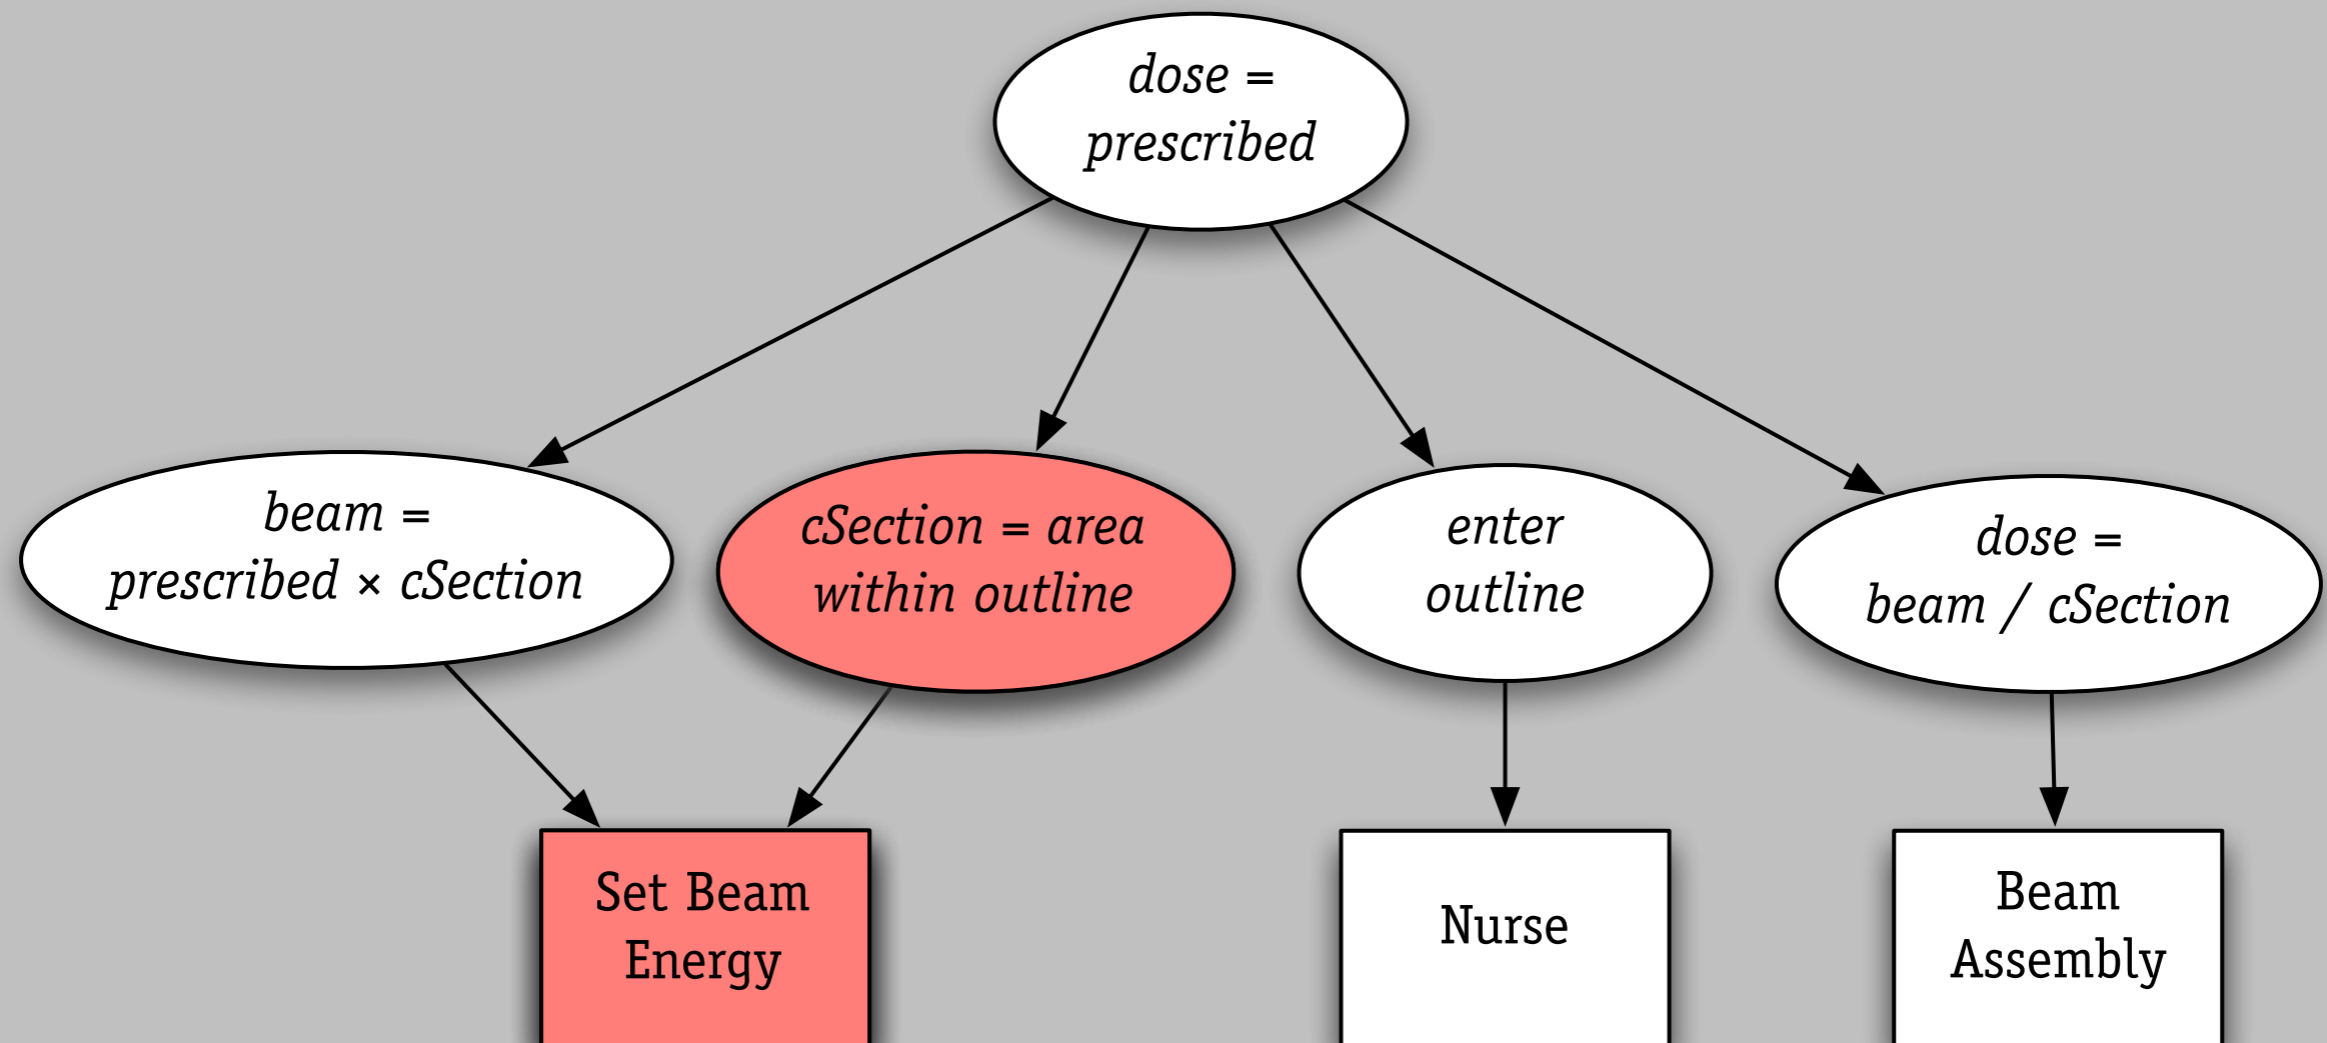 dose =
prescribed
beam =
prescribed × cSection
cSection = area
within outline
enter
outline
dose =
beam / cSection
Set Beam
Energy
Nurse
Beam
Assembly